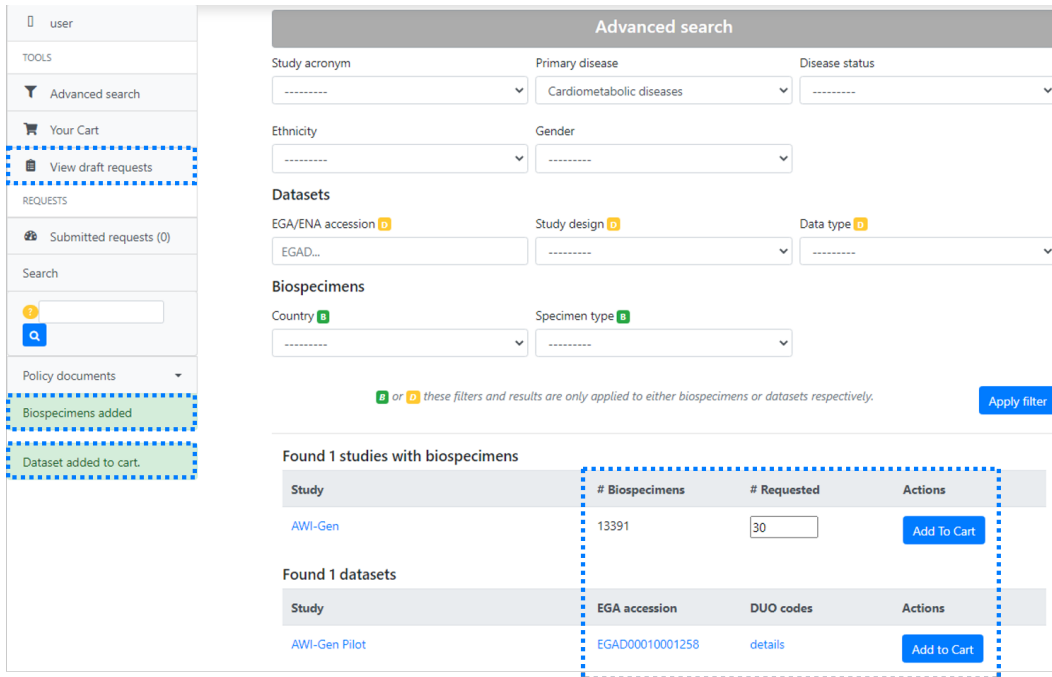 user
TOOLS
Advanced search
Your Cart
View draft requests
REQUESTS
Submitted requests (0)
Search
?
Policy documents
Biospecimens added
Dataset added to cart.
Advanced search
Study acronym Primary disease Disease status
--------- Cardiometabolic diseases ---------
Ethnicity Gender
--------- ---------
Datasets
EGA/ENA accession D Study design D Data type D
EGAD... --------- ---------
Biospecimens
Country B Specimen type B
--------- ---------
B or D these filters and results are only applied to either biospecimens or datasets respectively.
Apply filter
Found 1 studies with biospecimens
Study # Biospecimens # Requested Actions
AWI-Gen 13391 30 Add To Cart
Found 1 datasets
Study EGA accession DUO codes Actions
AWI-Gen Pilot EGAD00010001258 details Add to Cart